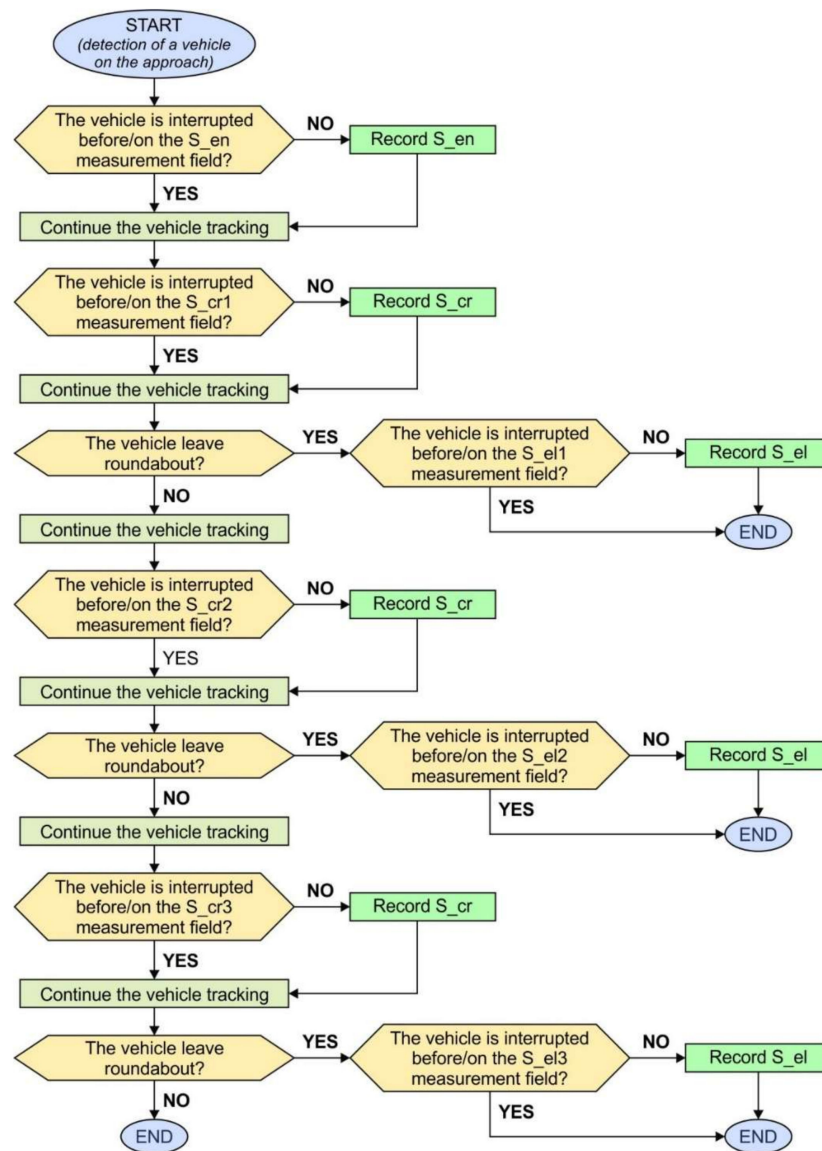 START
(detection of a vehicle
on the approach)
The vehicle is interrupted
before/on the S_en
measurement field?
NO
Record S_en
YES
Continue the vehicle tracking
The vehicle is interrupted
before/on the S_cr1
measurement field?
NO
Record S_cr
YES
Continue the vehicle tracking
The vehicle leave
roundabout?
YES
The vehicle is interrupted
before/on the S_el1
measurement field?
NO
Record S_el
NO
YES
END
Continue the vehicle tracking
The vehicle is interrupted
before/on the S_cr2
measurement field?
NO
Record S_cr
YES
Continue the vehicle tracking
The vehicle leave
roundabout?
YES
The vehicle is interrupted
before/on the S_el2
measurement field?
NO
Record S_el
NO
YES
END
Continue the vehicle tracking
The vehicle is interrupted
before/on the S_cr3
measurement field?
NO
Record S_cr
YES
Continue the vehicle tracking
The vehicle leave
roundabout?
YES
The vehicle is interrupted
before/on the S_el3
measurement field?
NO
Record S_el
NO
YES
END
END